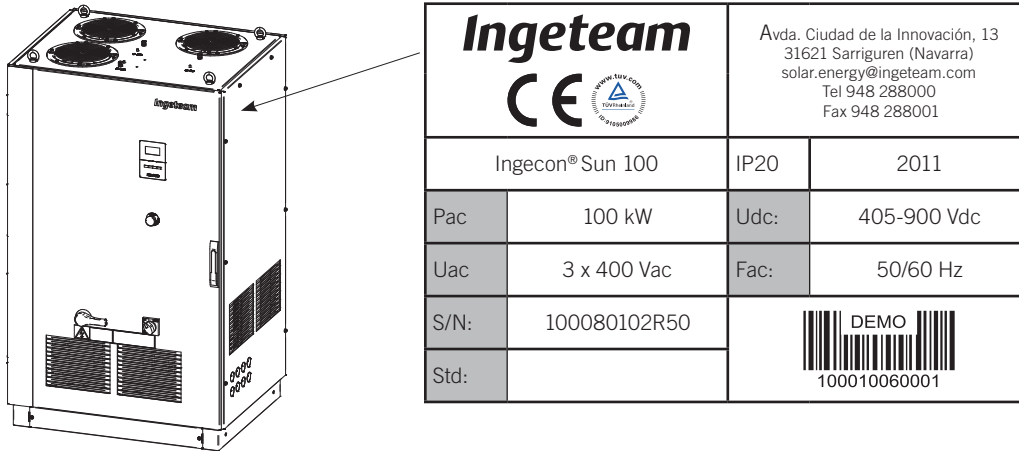 Ingeteam
Ingeteam
CE
www.tuv.com
TÜVRheinland
ID:9105000986
Avda. Ciudad de la Innovación, 13
31621 Sarriguren (Navarra)
solar.energy@ingeteam.com
Tel 948 288000
Fax 948 288001
Ingecon® Sun 100
IP20
2011
Pac
100 kW
Udc:
405-900 Vdc
Uac
3 x 400 Vac
Fac:
50/60 Hz
S/N:
100080102R50
DEMO
100010060001
Std: